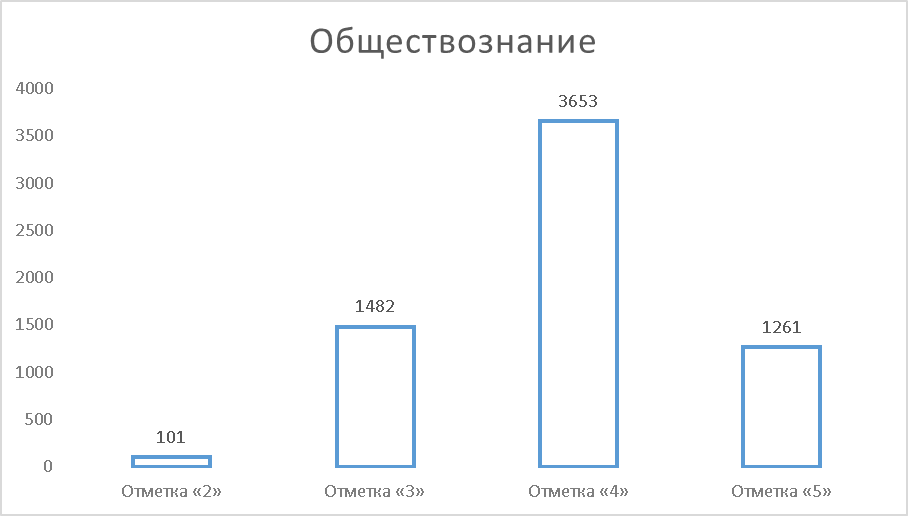 Обществознание
4000
3500
3000
2500
2000
1500
1000
500
0
101
1482
3653
1261
Отметка «2»
Отметка «3»
Отметка «4»
Отметка «5»